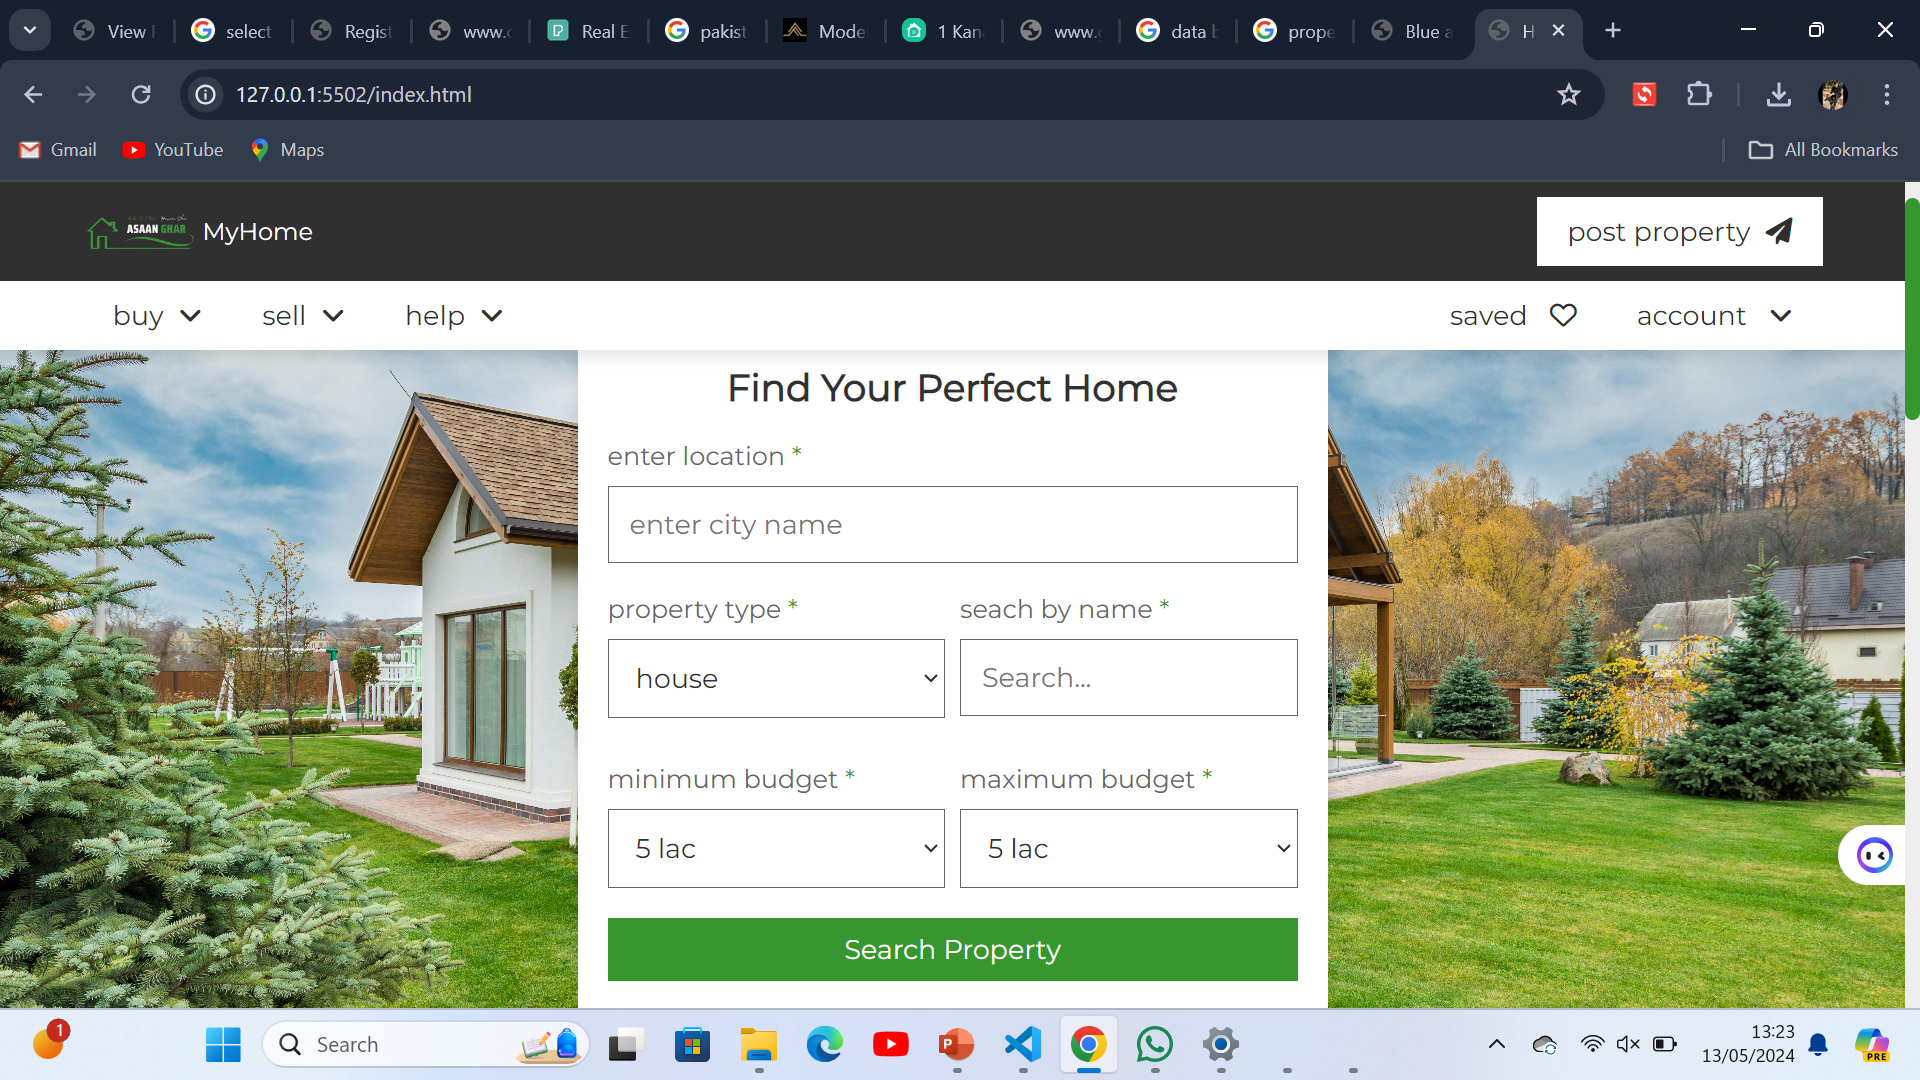 View
select
Regist
www.
Real E
pakist
Mode
1 Kan
www.
data b
prope
Blue a
H
127.0.0.1:5502/index.html
Gmail
YouTube
Maps
All Bookmarks
ASAAN GHAR
MyHome
post property
buy
sell
help
saved
account
Find Your Perfect Home
enter location *
enter city name
property type *
seach by name *
house
Search...
minimum budget *
maximum budget *
5 lac
5 lac
Search Property
1
Search
13:23
13/05/2024
PRE